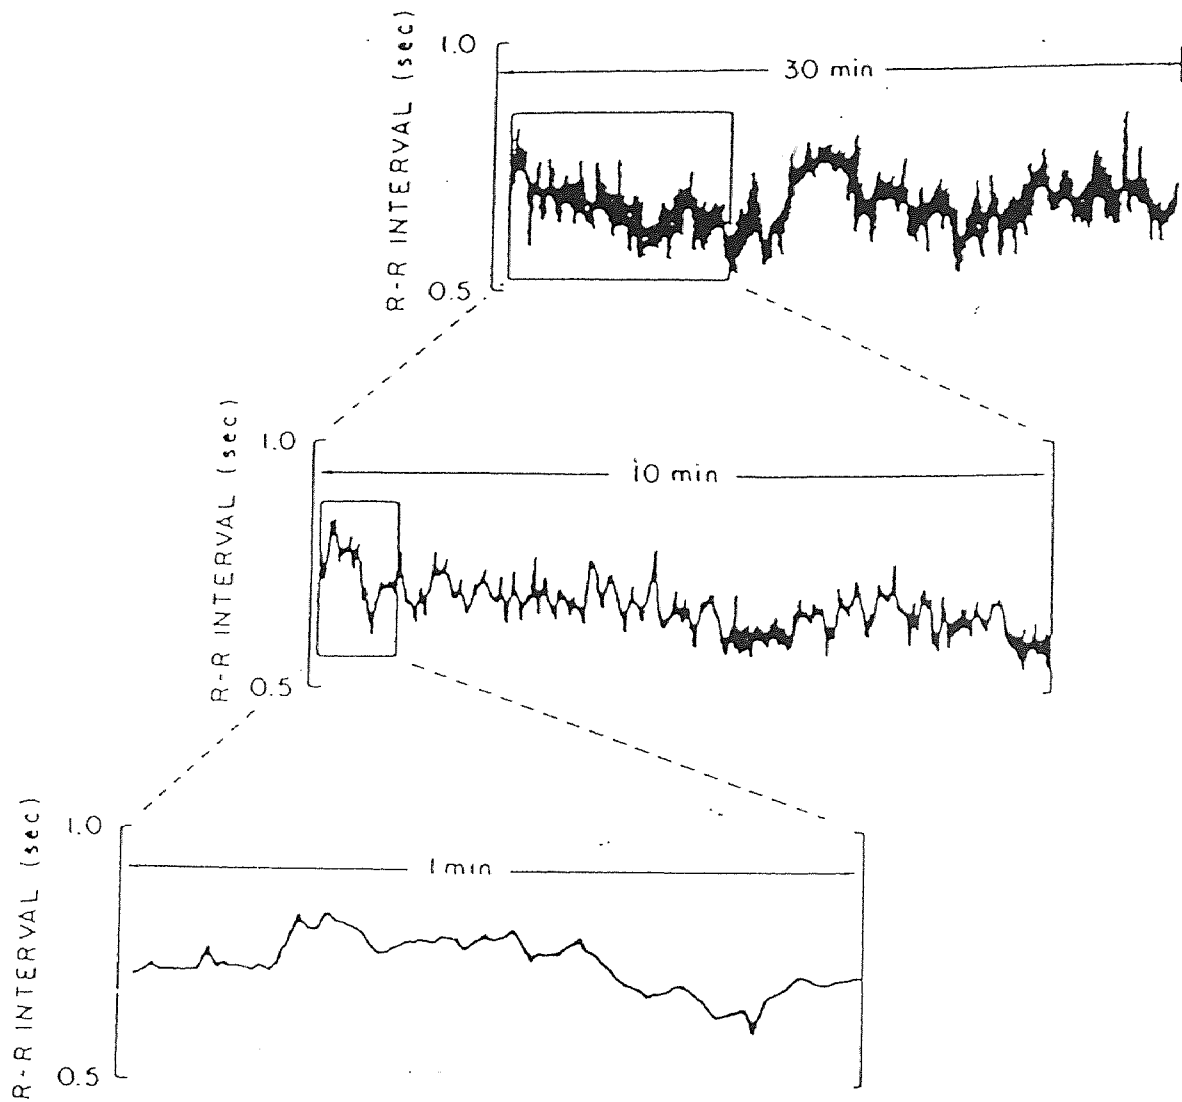 R-R INTERVAL (sec)
1.0
30 min
0.5
R-R INTERVAL (sec)
1.0
10 min
0.5
R-R INTERVAL (sec)
1.0
1 min
0.5